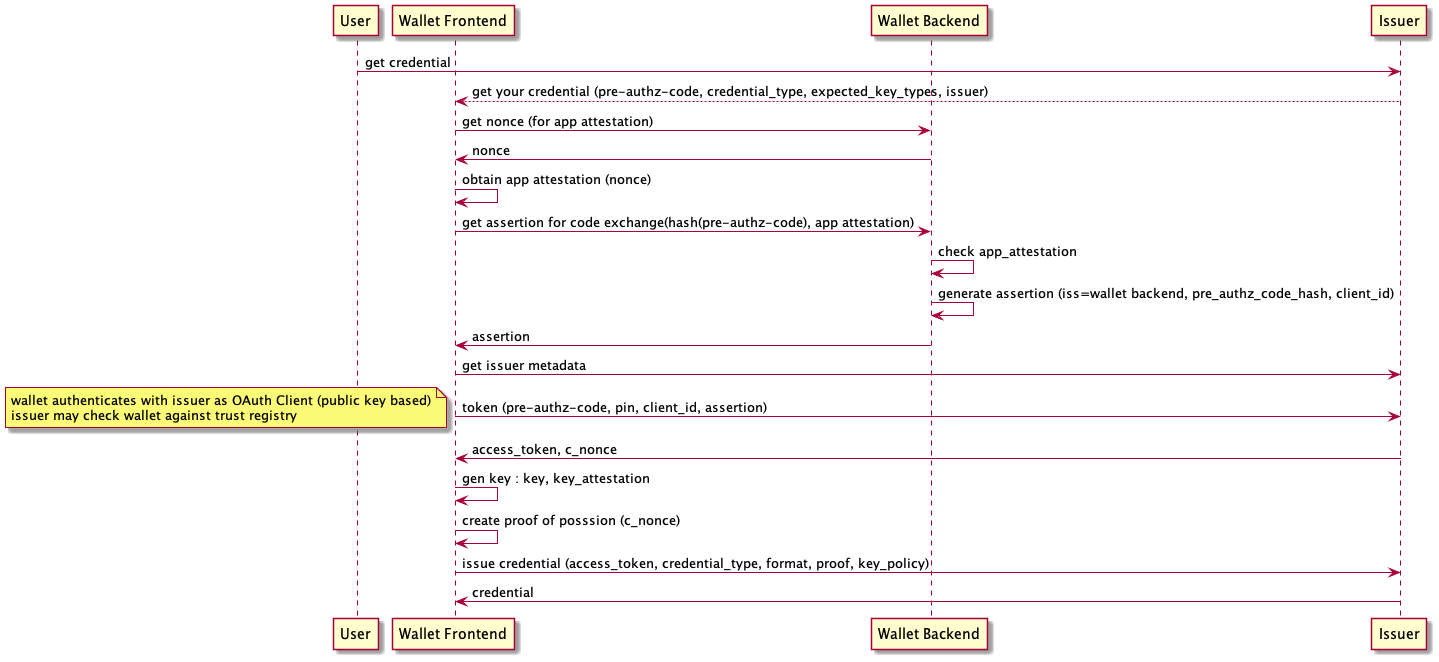 User
Wallet Frontend
Wallet Backend
Issuer
get credential
get your credential (pre-authz-code, credential_type, expected_key_types, issuer)
get nonce (for app attestation)
nonce
obtain app attestation (nonce)
get assertion for code exchange(hash(pre-authz-code), app attestation)
check app_attestation
generate assertion (iss=wallet backend, pre_authz_code_hash, client_id)
assertion
get issuer metadata
wallet authenticates with issuer as OAuth Client (public key based)
issuer may check wallet against trust registry
token (pre-authz-code, pin, client_id, assertion)
access_token, c_nonce
gen key : key, key_attestation
create proof of posssion (c_nonce)
issue credential (access_token, credential_type, format, proof, key_policy)
credential
User
Wallet Frontend
Wallet Backend
Issuer